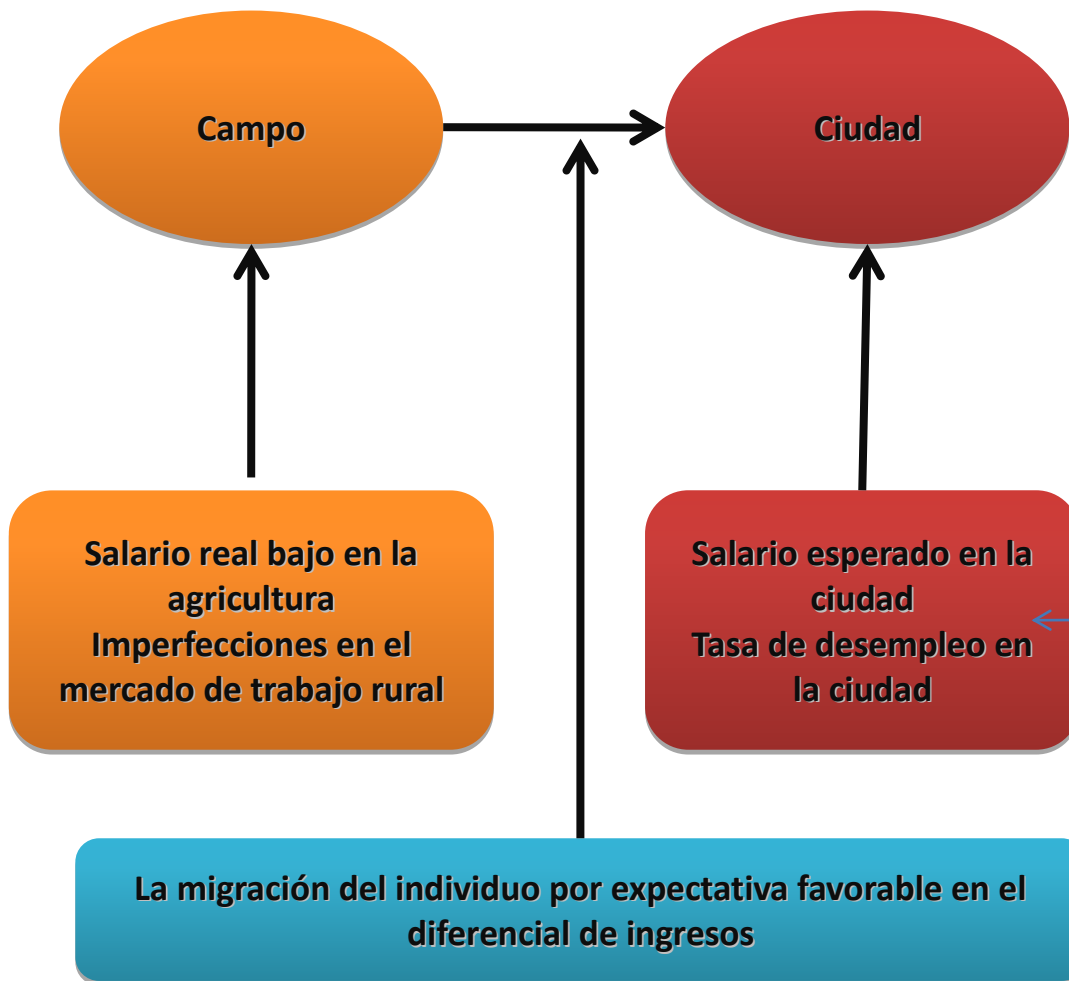 Campo
Ciudad
Salario real bajo en la
agricultura
Imperfecciones en el
mercado de trabajo rural
Salario esperado en la
ciudad
Tasa de desempleo en
la ciudad
La migración del individuo por expectativa favorable en el
diferencial de ingresos